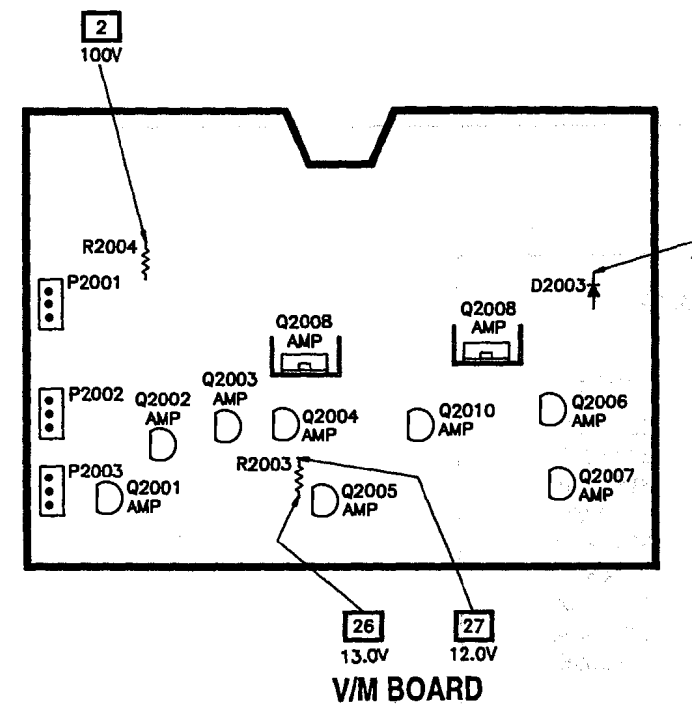 2
100V
R2004
P2001
D2003
Q2008
AMP
Q2008
AMP
Q2003
AMP
P2002
Q2002
AMP
Q2004
AMP
Q2010
AMP
Q2006
AMP
R2003
P2003
Q2001
AMP
Q2005
AMP
Q2007
AMP
26
13.0V
27
12.0V
V/M BOARD